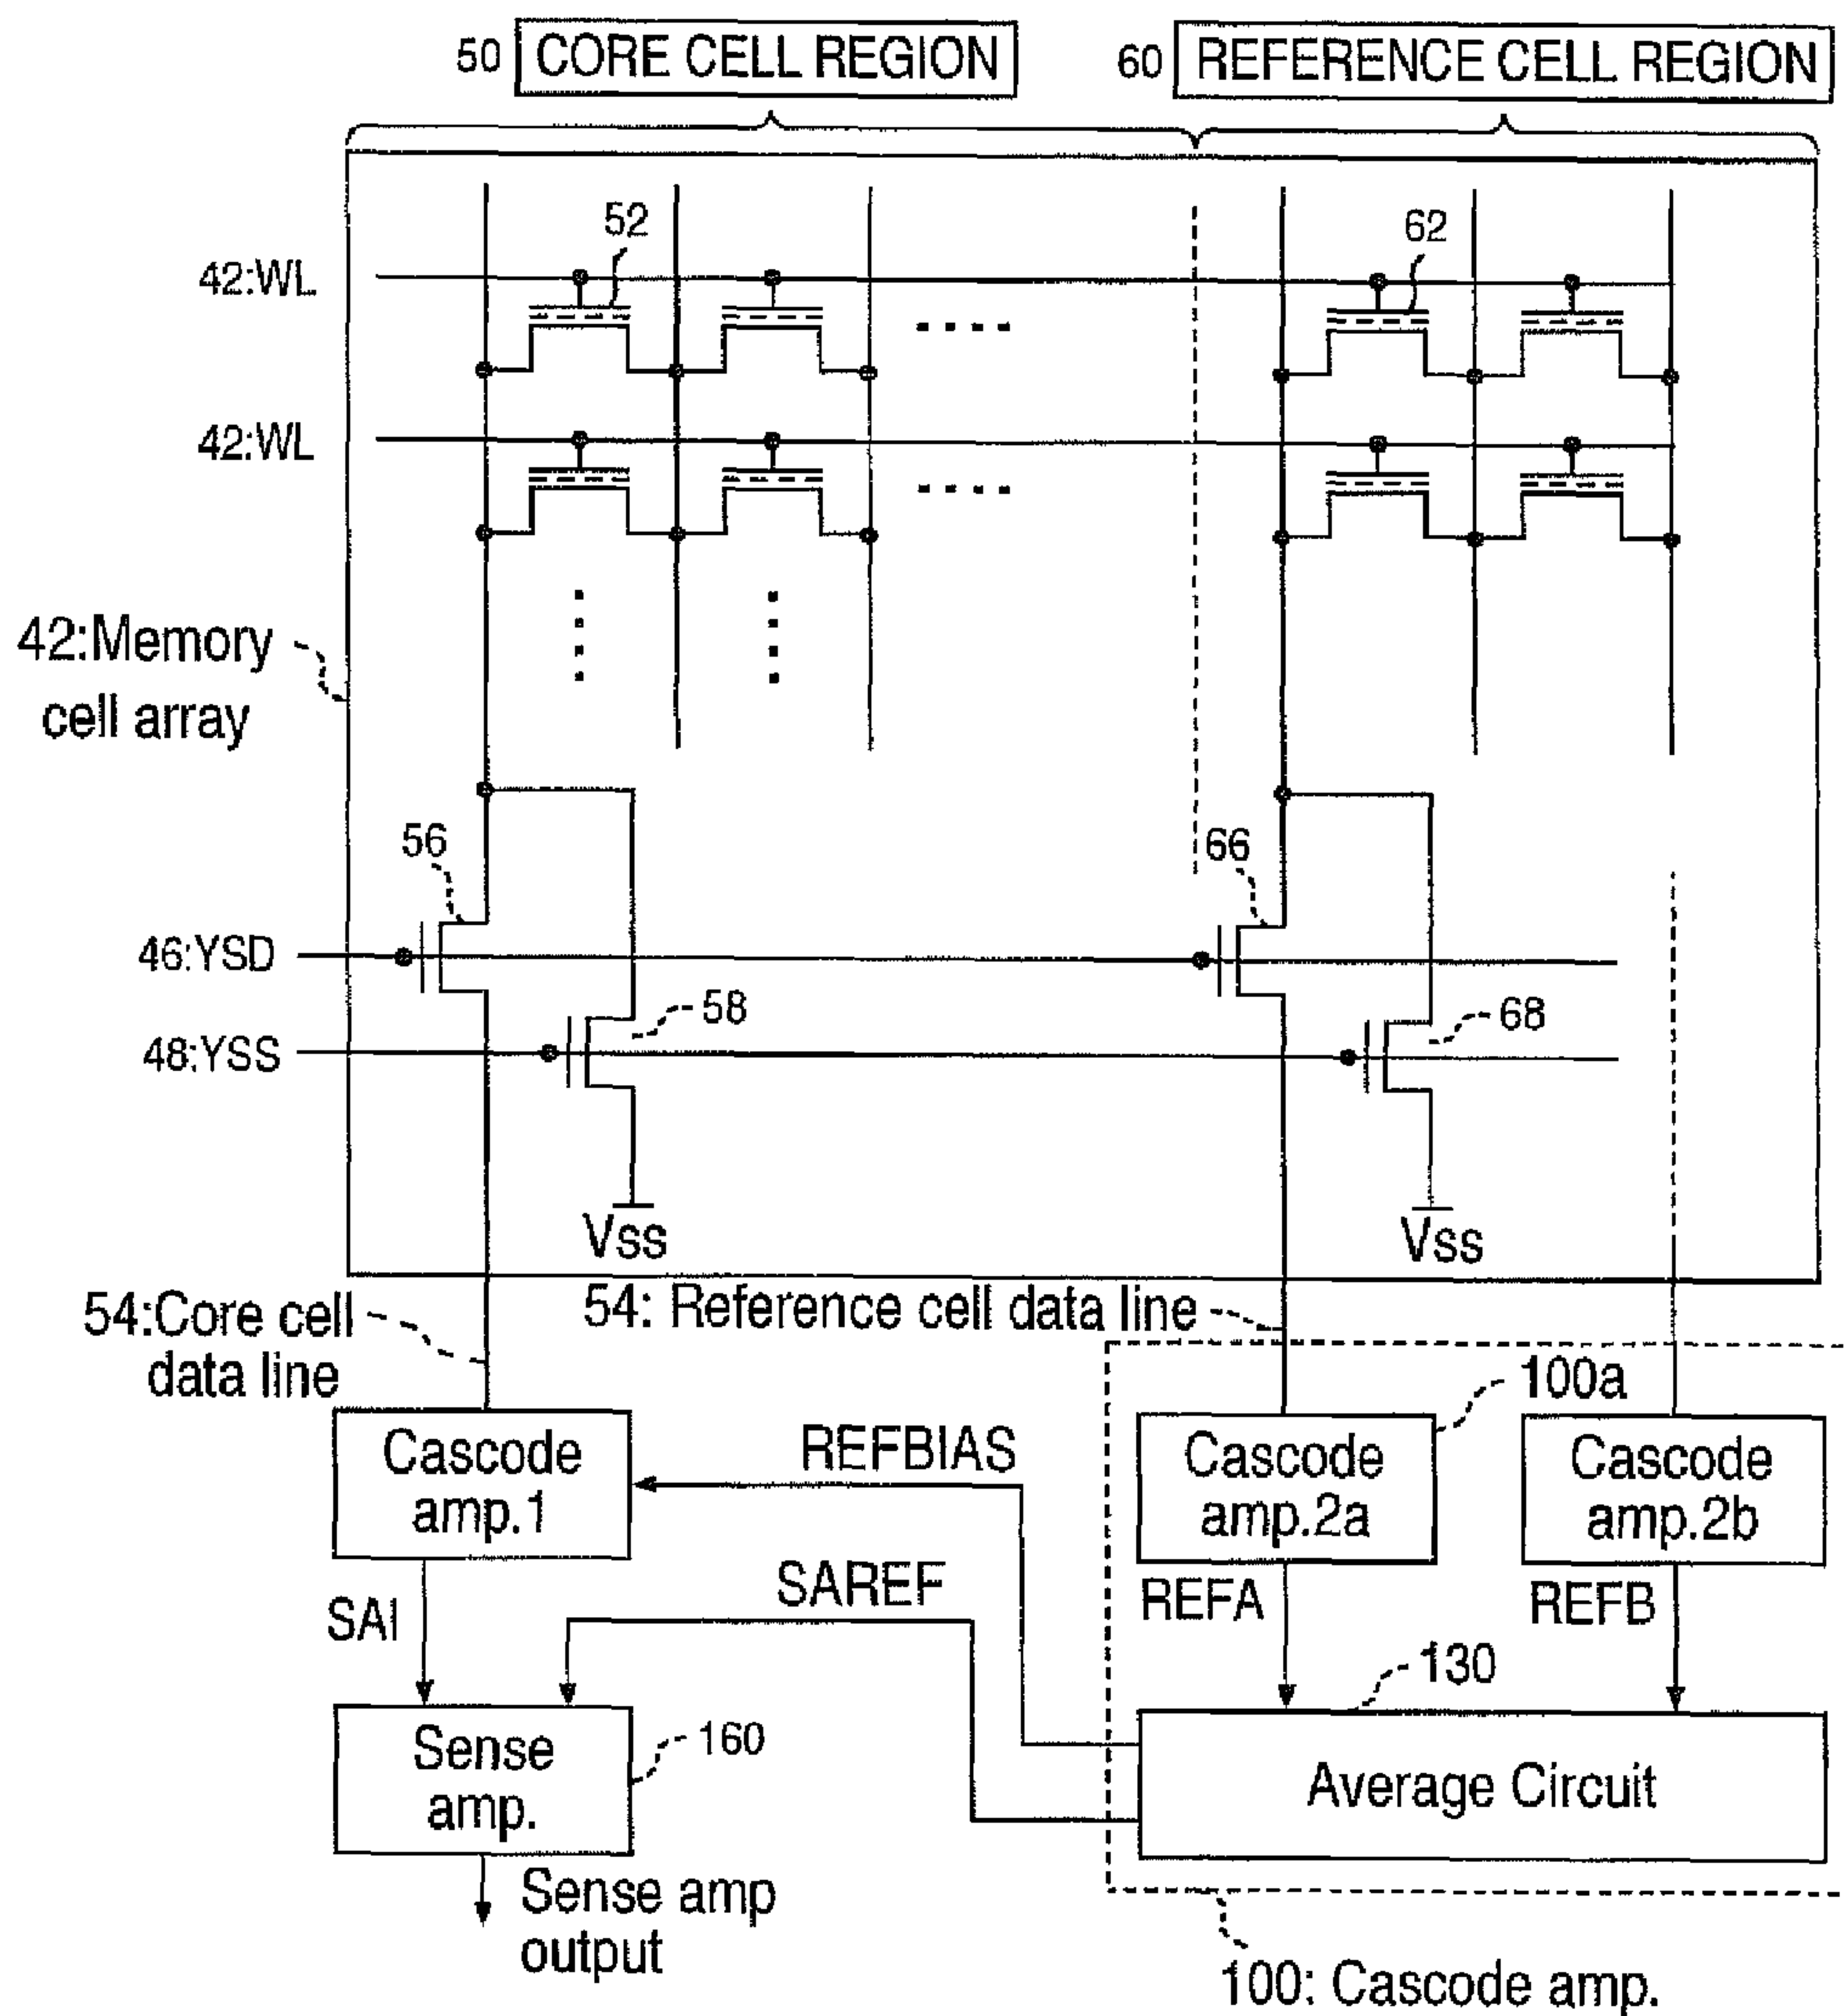 50 CORE CELL REGION
60 REFERENCE CELL REGION
52
62
42:WL
42:WL
42:Memory
cell array
56
66
46:YSD
58
68
48:YSS
Vss
Vss
54:Core cell
data line
54: Reference cell data line
100a
Cascode
amp.1
REFBIAS
Cascode
amp.2a
Cascode
amp.2b
SAI
SAREF
REFA
REFB
130
Sense
amp.
160
Average Circuit
Sense amp
output
100: Cascode amp.